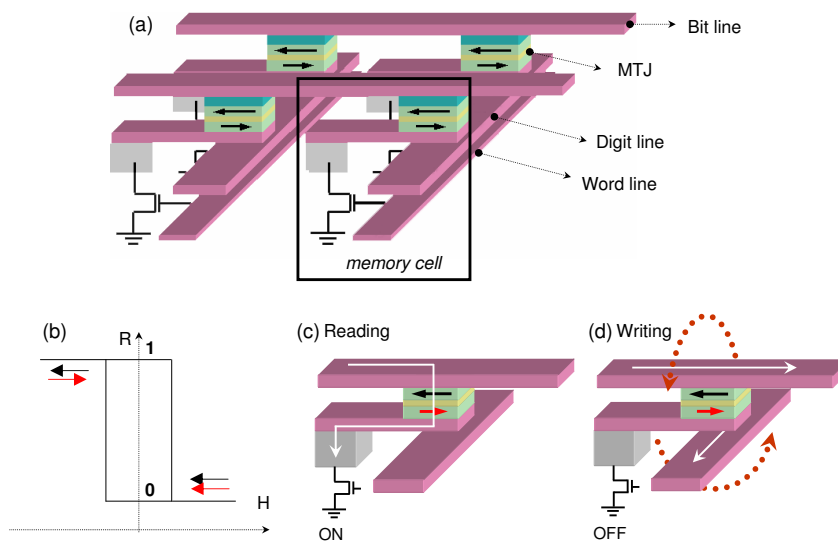 (a)
Bit line
MTJ
Digit line
Word line
memory cell
(b)
R
1
0
H
(c) Reading
ON
(d) Writing
OFF